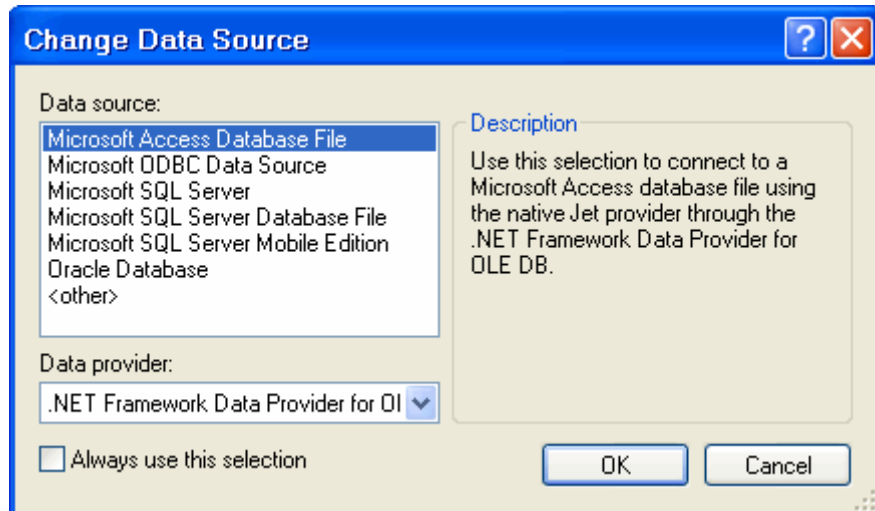 Change Data Source
Data source:
Microsoft Access Database File
Microsoft ODBC Data Source
Microsoft SQL Server
Microsoft SQL Server Database File
Microsoft SQL Server Mobile Edition
Oracle Database
<other>
Data provider:
.NET Framework Data Provider for Ol
Always use this selection
Description
Use this selection to connect to a
Microsoft Access database file using
the native Jet provider through the
.NET Framework Data Provider for
OLE DB.
OK
Cancel